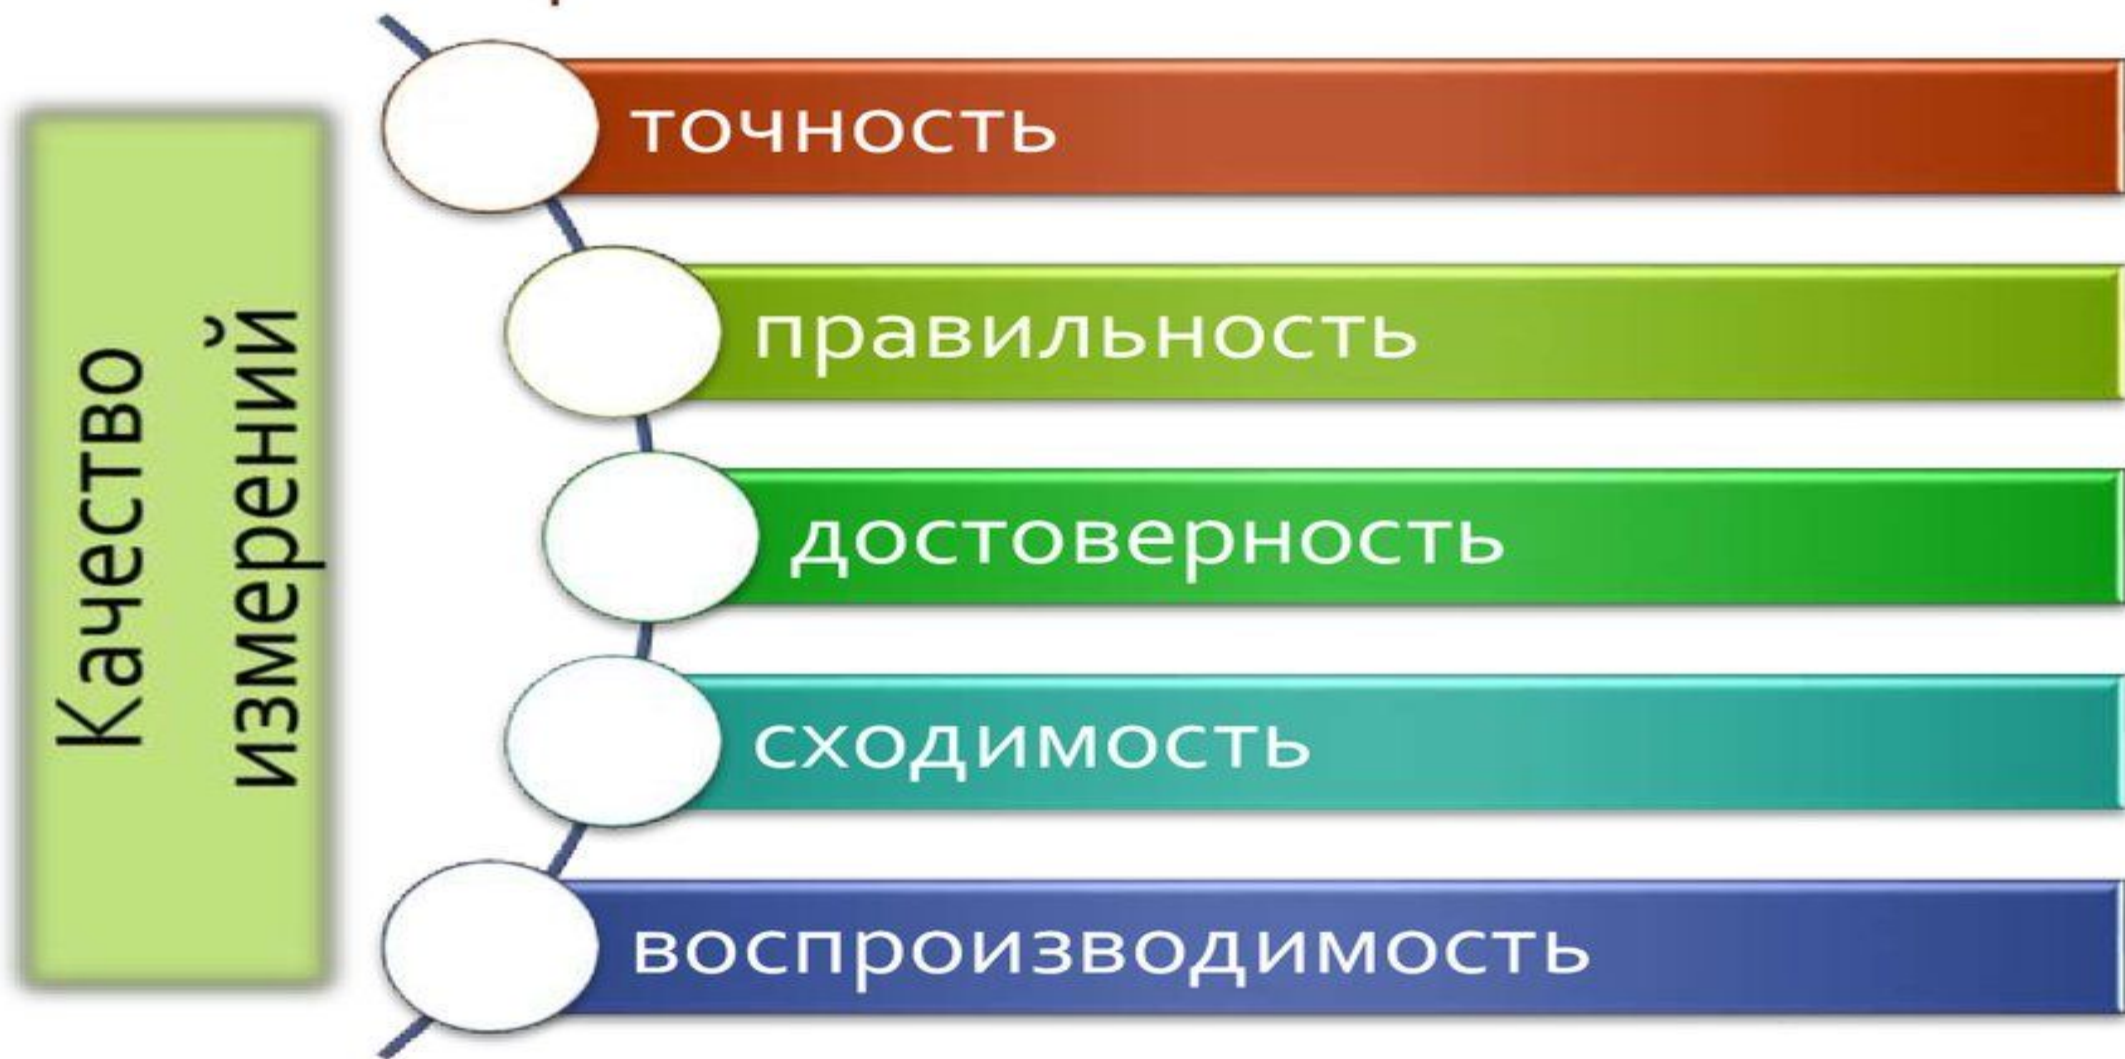 Качество
измерений
точность
правильность
достоверность
сходимость
воспроизводимость